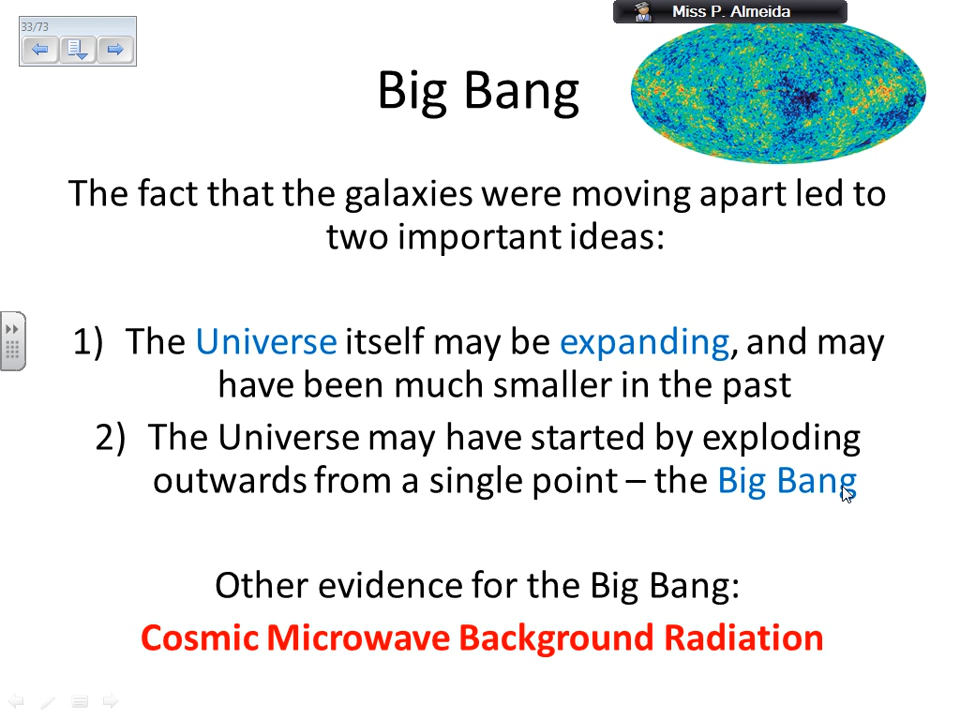 33/73
Miss P. Almeida
Big Bang
The fact that the galaxies were moving apart led to
two important ideas:
1) The Universe itself may be expanding, and may
have been much smaller in the past
2) The Universe may have started by exploding
outwards from a single point – the Big Bang
Other evidence for the Big Bang:
Cosmic Microwave Background Radiation